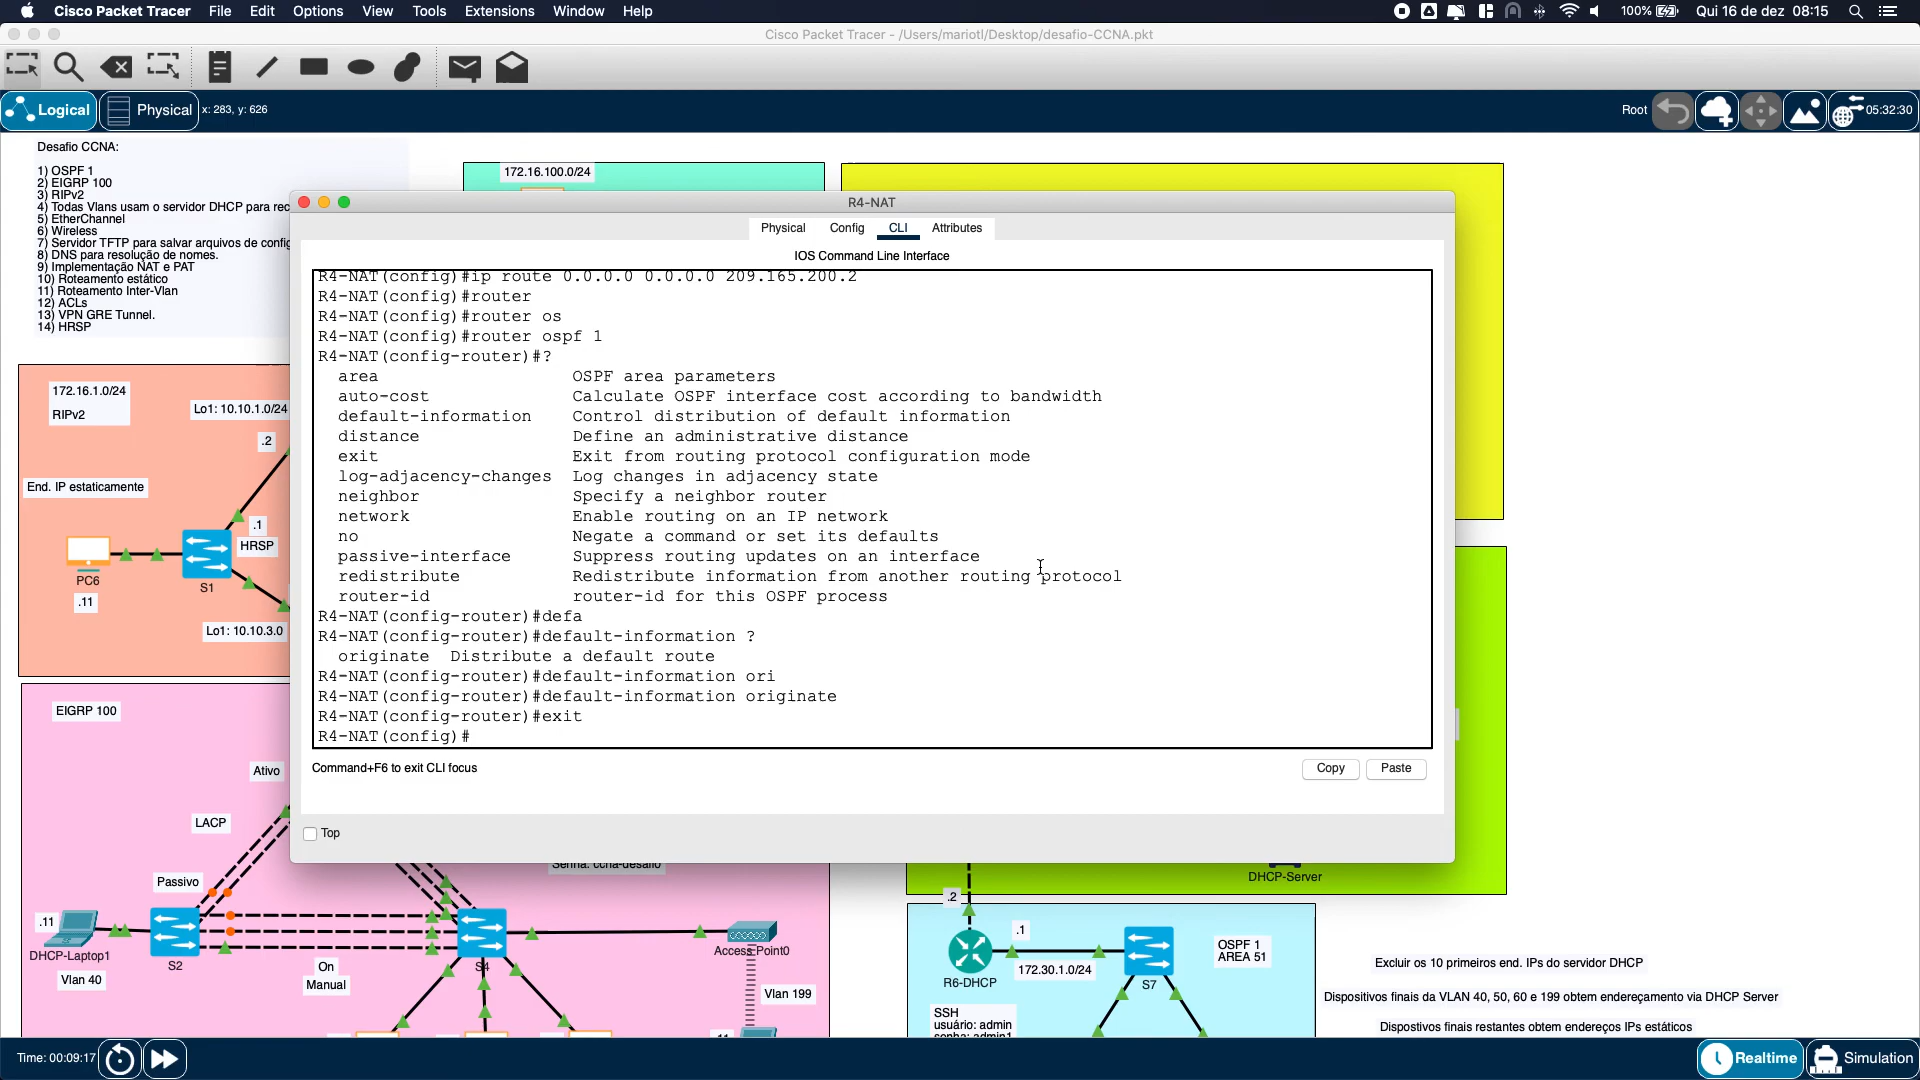 Cisco Packet Tracer File Edit Options View Tools Extensions Window Help
100% Qui 16 de dez 08:15
Cisco Packet Tracer - /Users/mariotl/Desktop/desafio-CCNA.pkt
Logical Physical x: 283, y: 626
Root 05:32:30
Desafio CCNA:
1) OSPF 1
2) EIGRP 100
3) RIPv2
4) Todas Vlans usam o servidor DHCP para rec
5) EtherChannel
6) Wireless
7) Servidor TFTP para salvar arquivos de config
8) DNS para resolução de nomes.
9) Implementação NAT e PAT
10) Roteamento estático
11) Roteamento Inter-Vlan
12) ACLs
13) VPN GRE Tunnel.
14) HRSP
172.16.100.0/24
R4-NAT
Physical Config CLI Attributes
IOS Command Line Interface
R4-NAT(config)#ip route 0.0.0.0 0.0.0.0 209.165.200.2
R4-NAT(config)#router
R4-NAT(config)#router os
R4-NAT(config)#router ospf 1
R4-NAT(config-router)#?
area OSPF area parameters
auto-cost Calculate OSPF interface cost according to bandwidth
default-information Control distribution of default information
distance Define an administrative distance
exit Exit from routing protocol configuration mode
log-adjacency-changes Log changes in adjacency state
neighbor Specify a neighbor router
network Enable routing on an IP network
no Negate a command or set its defaults
passive-interface Suppress routing updates on an interface
redistribute Redistribute information from another routing protocol
router-id router-id for this OSPF process
R4-NAT(config-router)#defa
R4-NAT(config-router)#default-information ?
originate Distribute a default route
R4-NAT(config-router)#default-information ori
R4-NAT(config-router)#default-information originate
R4-NAT(config-router)#exit
R4-NAT(config)#
Command+F6 to exit CLI focus
Copy Paste
Top
172.16.1.0/24
RIPv2
Lo1: 10.10.1.0/24
.2
End. IP estaticamente
.1
HRSP
PC6
S1
.11
Lo1: 10.10.3.0
EIGRP 100
Ativo
LACP
Senha: ccna-desafio
Passivo
.11
DHCP-Laptop1
S2
Vlan 40
On
Manual
S4
Access Point0
Vlan 199
.11
DHCP-Server
.2
.1
172.30.1.0/24
R6-DHCP
S7
OSPF 1
AREA 51
SSH
usuário: admin
senha: admin1
Excluir os 10 primeiros end. IPs do servidor DHCP
Dispositivos finais da VLAN 40, 50, 60 e 199 obtem endereçamento via DHCP Server
Dispostivos finais restantes obtem endereços IPs estáticos
Time: 00:09:17
Realtime Simulation